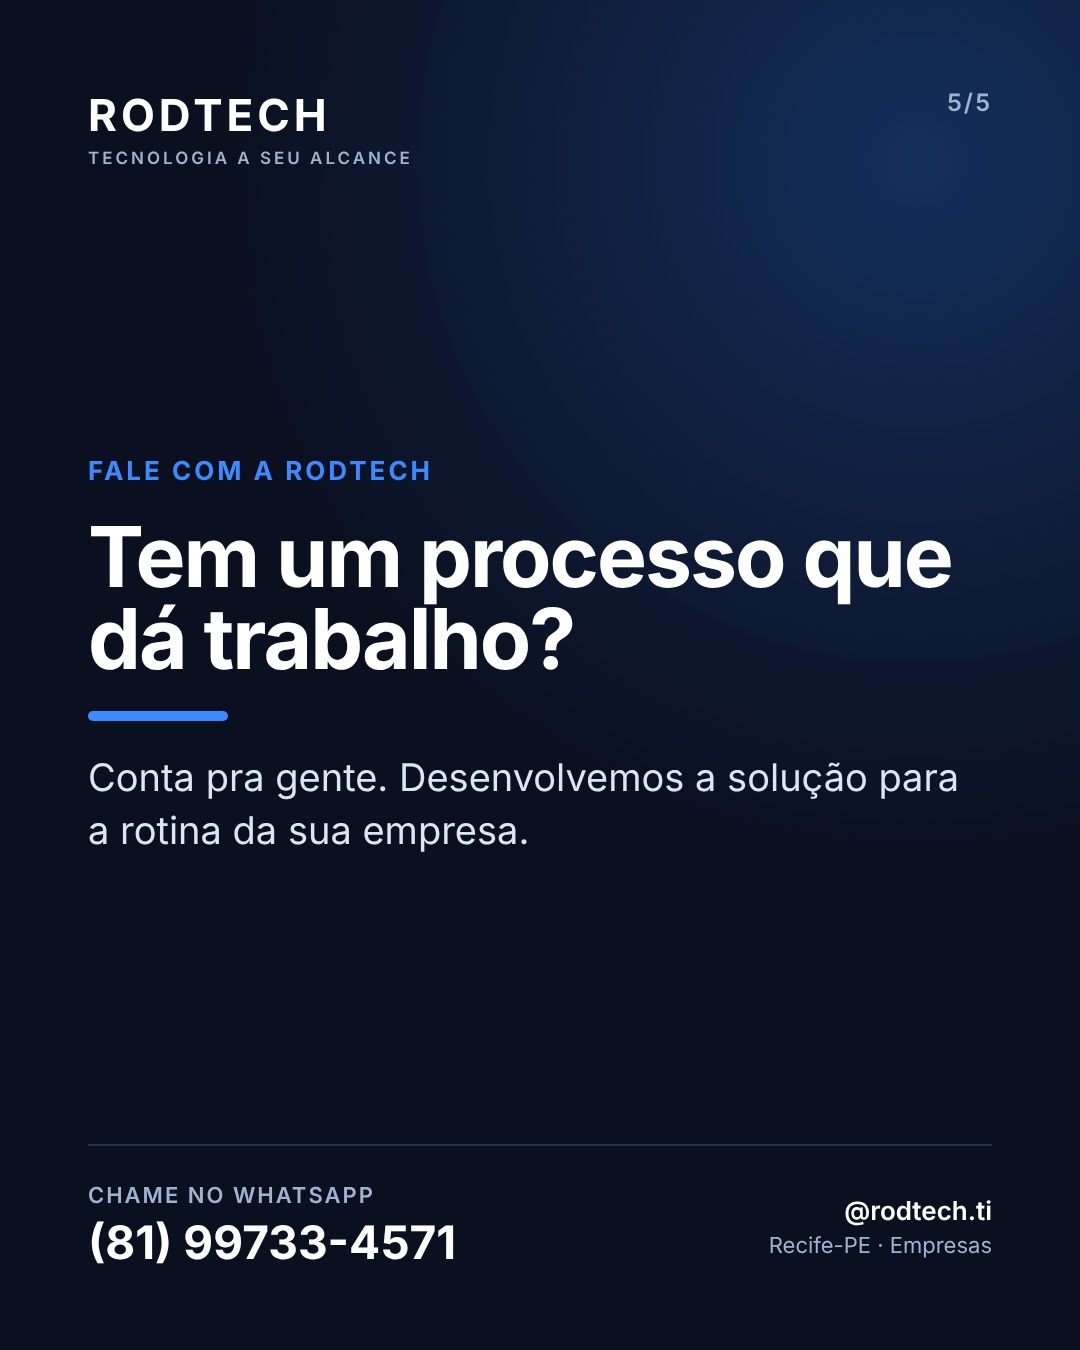 RODTECH
TECNOLOGIA A SEU ALCANCE
5/5
FALE COM A RODTECH
Tem um processo que
dá trabalho?
Conta pra gente. Desenvolvemos a solução para
a rotina da sua empresa.
CHAME NO WHATSAPP
(81) 99733-4571
@rodtech.ti
Recife-PE · Empresas